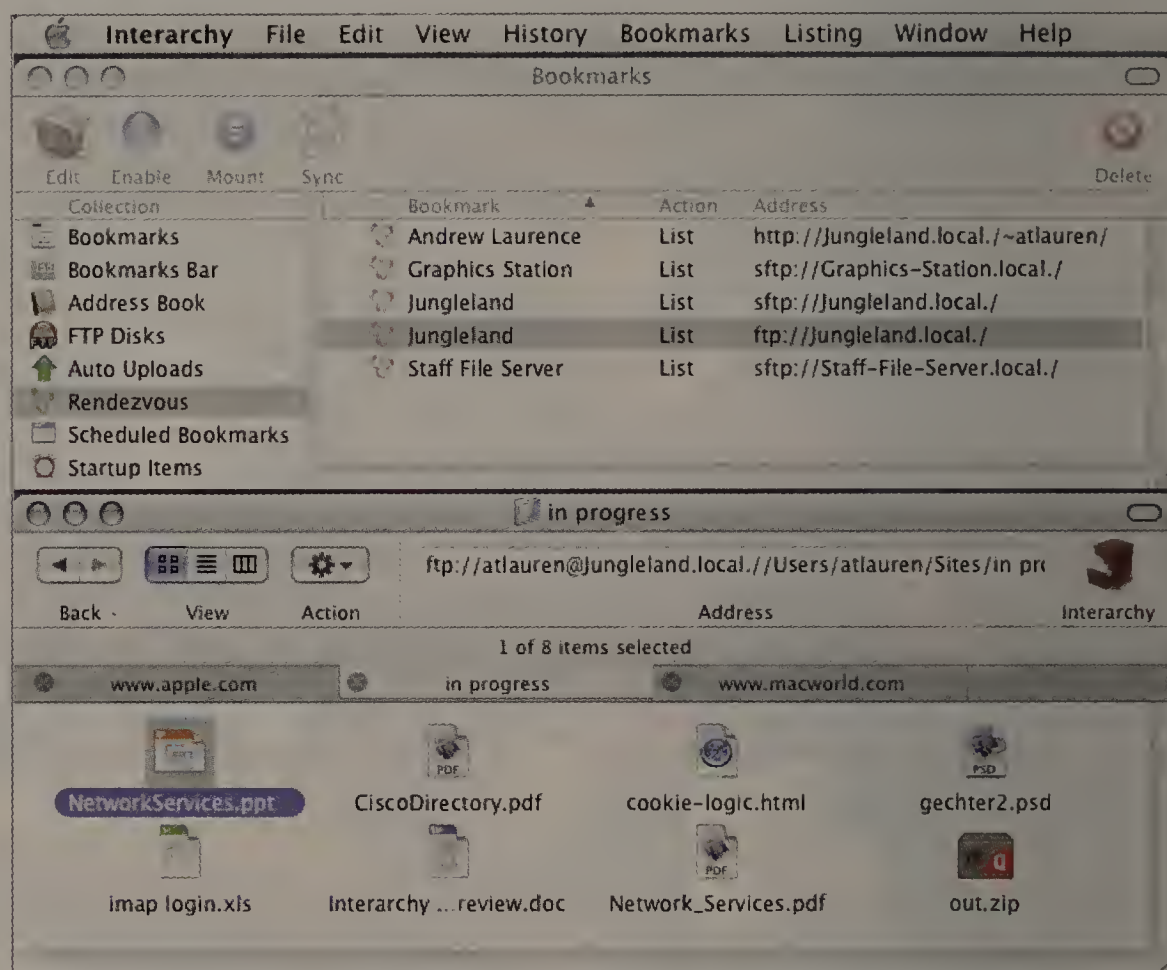 Interarchy File Edit View History Bookmarks Listing Window Help
Bookmarks
Edit Enable Mount Sync Delete
Collection Bookmark Action Address
Bookmarks Andrew Laurence List http://Jungleland.local./~atlauren/
Bookmarks Bar Graphics Station List sftp://Graphics-Station.local./
Address Book Jungleland List sftp://Jungleland.local./
FTP Disks Jungleland List ftp://Jungleland.local./
Auto Uploads Staff File Server List sftp://Staff-File-Server.local./
Rendezvous
Scheduled Bookmarks
Startup Items
in progress
ftp://atlauren@Jungleland.local.//Users/atlauren/Sites/in pro
Back View Action Address Interarchy
1 of 8 items selected
www.apple.com in progress www.macworld.com
PDF PSD
NetworkServices.ppt CiscoDirectory.pdf cookie-logic.html gechter2.psd
PDF
imap login.xls Interarchy ...review.doc Network_Services.pdf out.zip